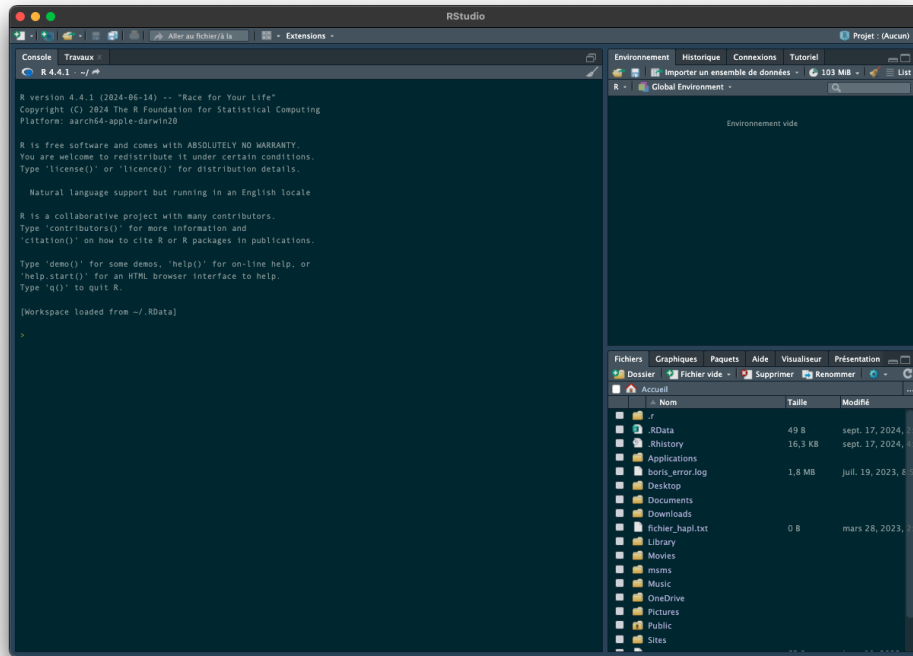 RStudio
Aller au fichier/à la
Extensions
Projet : (Aucun)
Console Travaux
R 4.4.1 · ~/
R version 4.4.1 (2024-06-14) -- "Race for Your Life"
Copyright (C) 2024 The R Foundation for Statistical Computing
Platform: aarch64-apple-darwin20
R is free software and comes with ABSOLUTELY NO WARRANTY.
You are welcome to redistribute it under certain conditions.
Type 'license()' or 'licence()' for distribution details.
Natural language support but running in an English locale
R is a collaborative project with many contributors.
Type 'contributors()' for more information and
'citation()' on how to cite R or R packages in publications.
Type 'demo()' for some demos, 'help()' for on-line help, or
'help.start()' for an HTML browser interface to help.
Type 'q()' to quit R.
[Workspace loaded from ~/.RData]
>
Environnement Historique Connexions Tutoriel
Importer un ensemble de données 103 MiB List
R Global Environment
Environnement vide
Fichiers Graphiques Paquets Aide Visualiseur Présentation
Dossier Fichier vide Supprimer Renommer
Accueil ...
Nom Taille Modifié
.r
.RData 49 B sept. 17, 2024,
.Rhistory 16,3 KB sept. 17, 2024,
Applications
boris_error.log 1,8 MB juil. 19, 2023,
Desktop
Documents
Downloads
fichier_hapl.txt 0 B mars 28, 2023,
Library
Movies
msms
Music
OneDrive
Pictures
Public
Sites